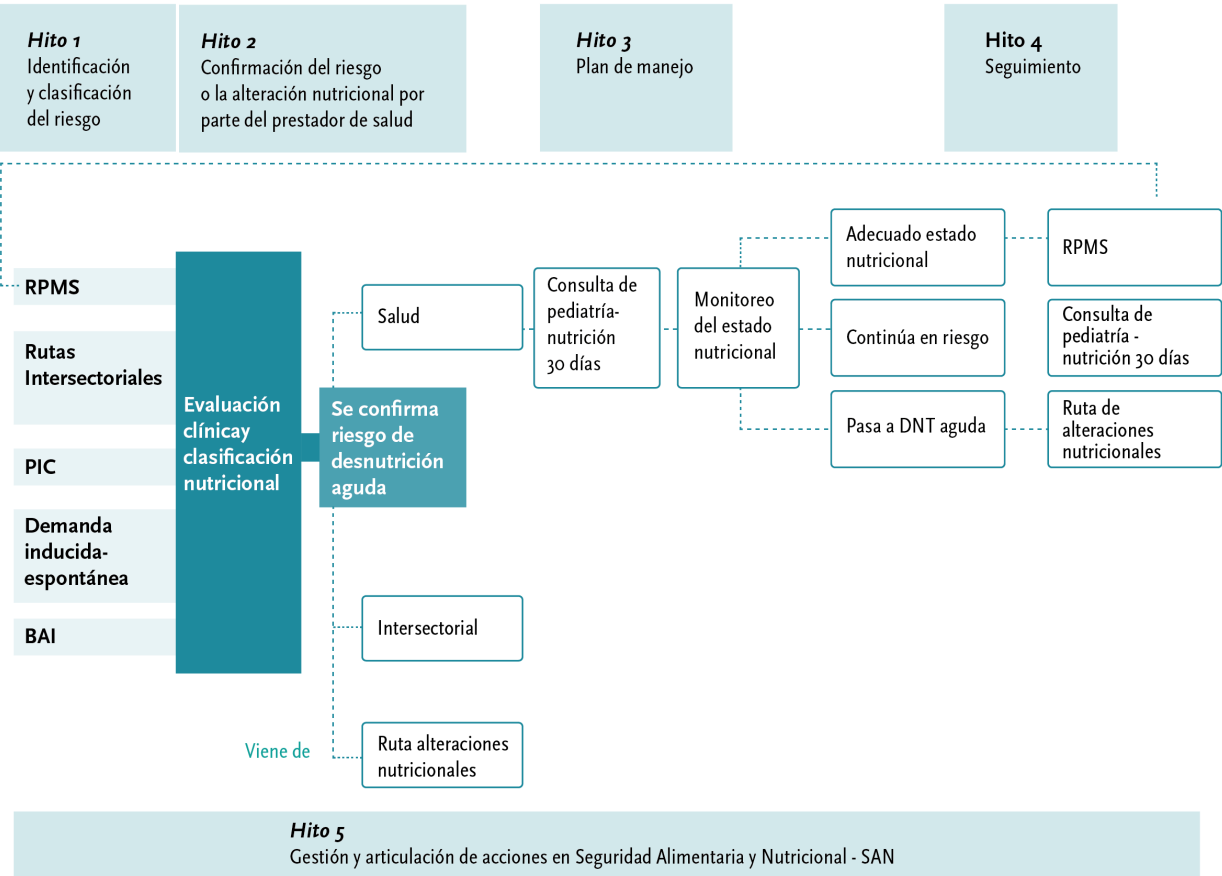 Hito 1
Identificación
y clasificación
del riesgo
Hito 2
Confirmación del riesgo
o la alteración nutricional por
parte del prestador de salud
Hito 3
Plan de manejo
Hito 4
Seguimiento
RPMS
Rutas
Intersectoriales
PIC
Demanda
inducida-
espontánea
BAI
Evaluación
clínicay
clasificación
nutricional
Se confirma
riesgo de
desnutrición
aguda
Salud
Intersectorial
Viene de
Ruta alteraciones
nutricionales
Consulta de
pediatría-
nutrición
30 días
Monitoreo
del estado
nutricional
Adecuado estado
nutricional
RPMS
Continúa en riesgo
Consulta de
pediatría -
nutrición 30 días
Pasa a DNT aguda
Ruta de
alteraciones
nutricionales
Hito 5
Gestión y articulación de acciones en Seguridad Alimentaria y Nutricional - SAN